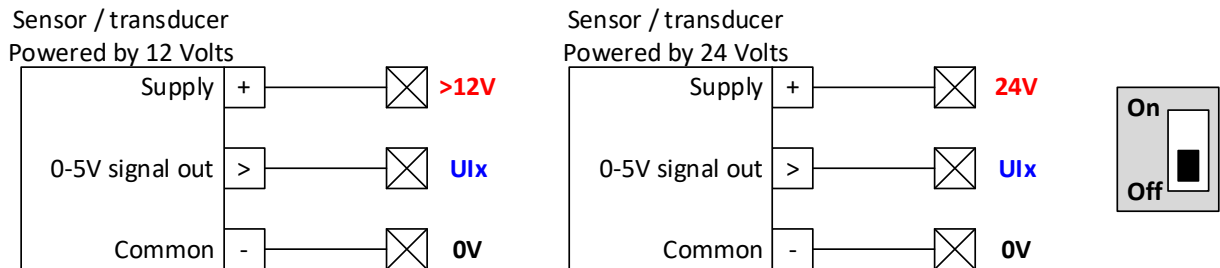 Sensor / transducer
Powered by 12 Volts
Supply + >12V
0-5V signal out > UIx
Common - 0V
Sensor / transducer
Powered by 24 Volts
Supply + 24V
0-5V signal out > UIx
Common - 0V
On
Off